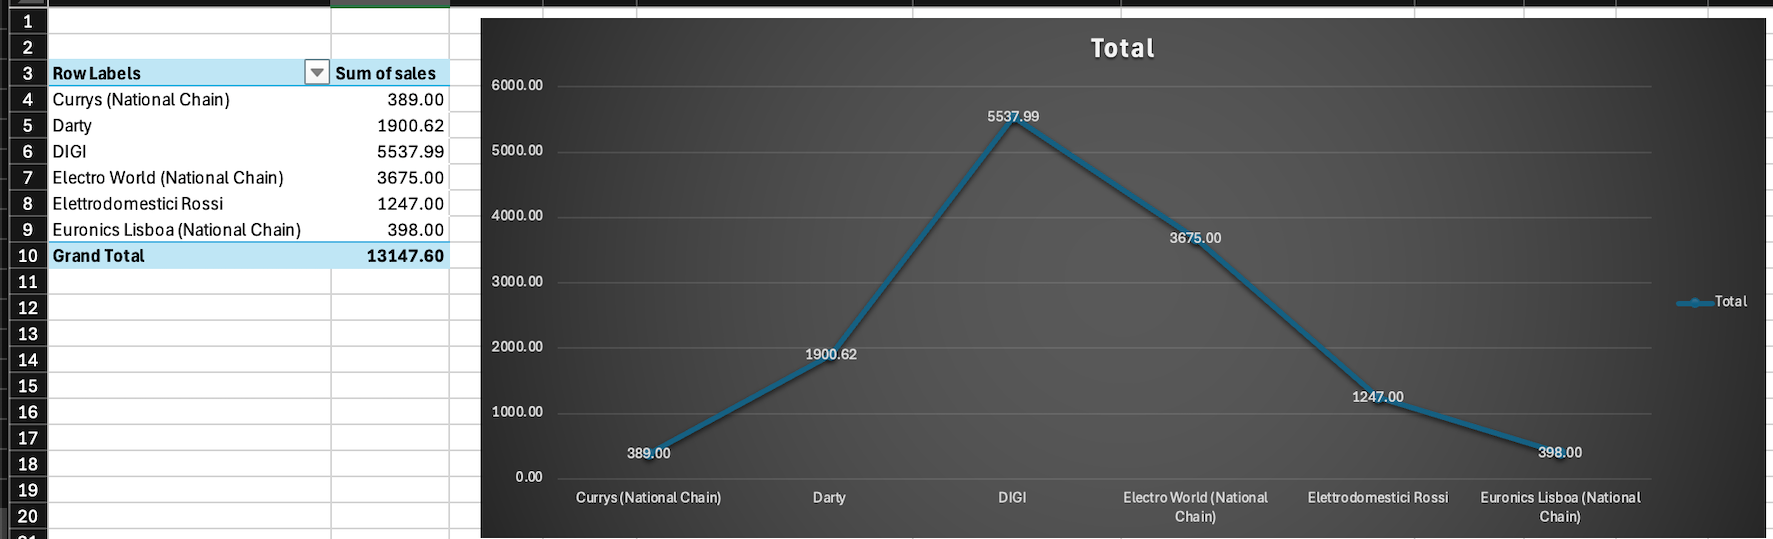 1
2
3 Row Labels Sum of sales
4 Currys (National Chain) 389.00
5 Darty 1900.62
6 DIGI 5537.99
7 Electro World (National Chain) 3675.00
8 Elettrodomestici Rossi 1247.00
9 Euronics Lisboa (National Chain) 398.00
10 Grand Total 13147.60
11
12
13
14
15
16
17
18
19
20
Total
6000.00
5000.00
4000.00
3000.00
2000.00
1000.00
0.00
389.00
1900.62
5537.99
3675.00
1247.00
398.00
Currys (National Chain)
Darty
DIGI
Electro World (National
Chain)
Elettrodomestici Rossi
Euronics Lisboa (National
Chain)
Total